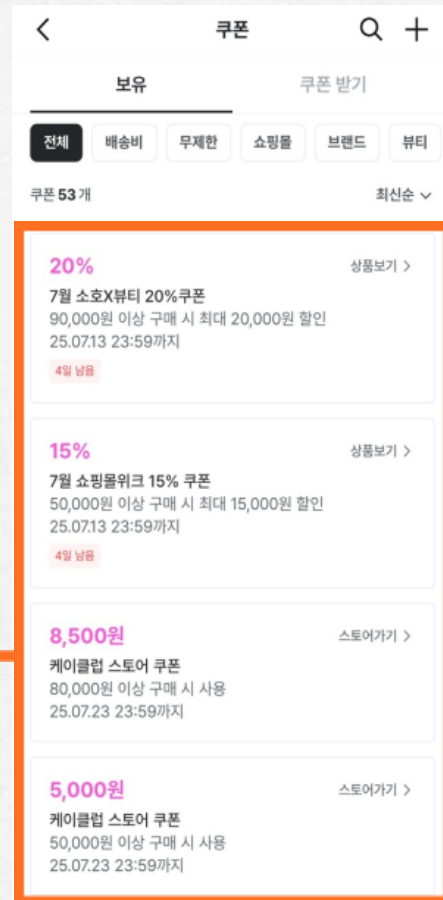 쿠폰
보유
쿠폰 받기
전체
배송비
무제한
쇼핑몰
브랜드
뷰티
쿠폰 53개
최신순
20%
상품보기
7월 소호X뷰티 20%쿠폰
90,000원 이상 구매 시 최대 20,000원 할인
25.07.13 23:59까지
4일 남음
15%
상품보기
7월 쇼핑몰위크 15% 쿠폰
50,000원 이상 구매 시 최대 15,000원 할인
25.07.13 23:59까지
4일 남음
8,500원
스토어가기
케이클럽 스토어 쿠폰
80,000원 이상 구매 시 사용
25.07.23 23:59까지
5,000원
스토어가기
케이클럽 스토어 쿠폰
50,000원 이상 구매 시 사용
25.07.23 23:59까지